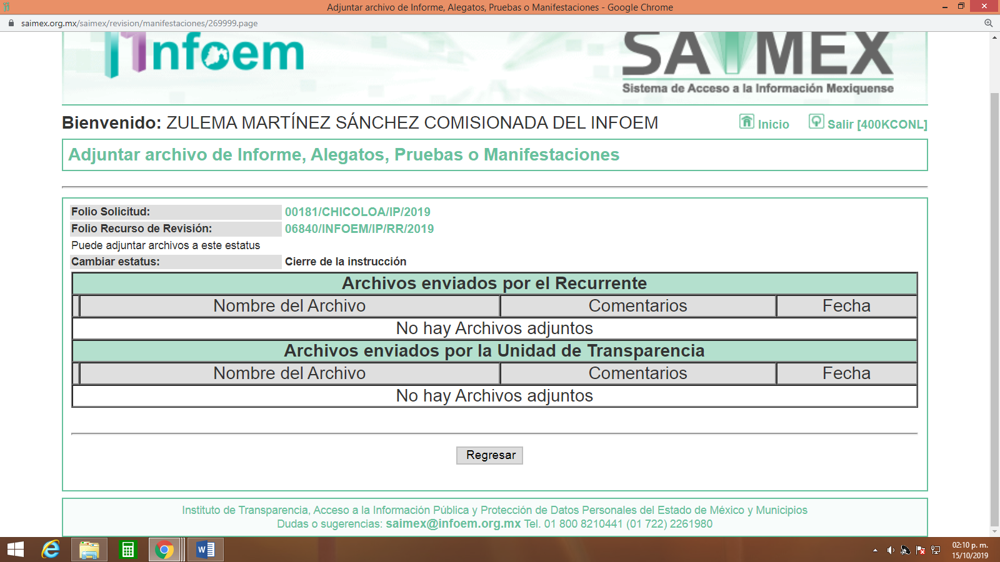 Adjuntar archivo de Informe, Alegatos, Pruebas o Manifestaciones - Google Chrome
saimex.org.mx/saimex/revision/manifestaciones/269999.page
infoem
SAIMEX
Sistema de Acceso a la Información Mexiquense
Bienvenido: ZULEMA MARTÍNEZ SÁNCHEZ COMISIONADA DEL INFOEM
Inicio
Salir [400KCONL]
Adjuntar archivo de Informe, Alegatos, Pruebas o Manifestaciones
Folio Solicitud: 00181/CHICOLOA/IP/2019
Folio Recurso de Revisión: 06840/INFOEM/IP/RR/2019
Puede adjuntar archivos a este estatus
Cambiar estatus: Cierre de la instrucción
Archivos enviados por el Recurrente
Nombre del Archivo Comentarios Fecha
No hay Archivos adjuntos
Archivos enviados por la Unidad de Transparencia
Nombre del Archivo Comentarios Fecha
No hay Archivos adjuntos
Regresar
Instituto de Transparencia, Acceso a la Información Pública y Protección de Datos Personales del Estado de México y Municipios
Dudas o sugerencias: saimex@infoem.org.mx Tel. 01 800 8210441 (01 722) 2261980
02:10 p. m.
15/10/2019